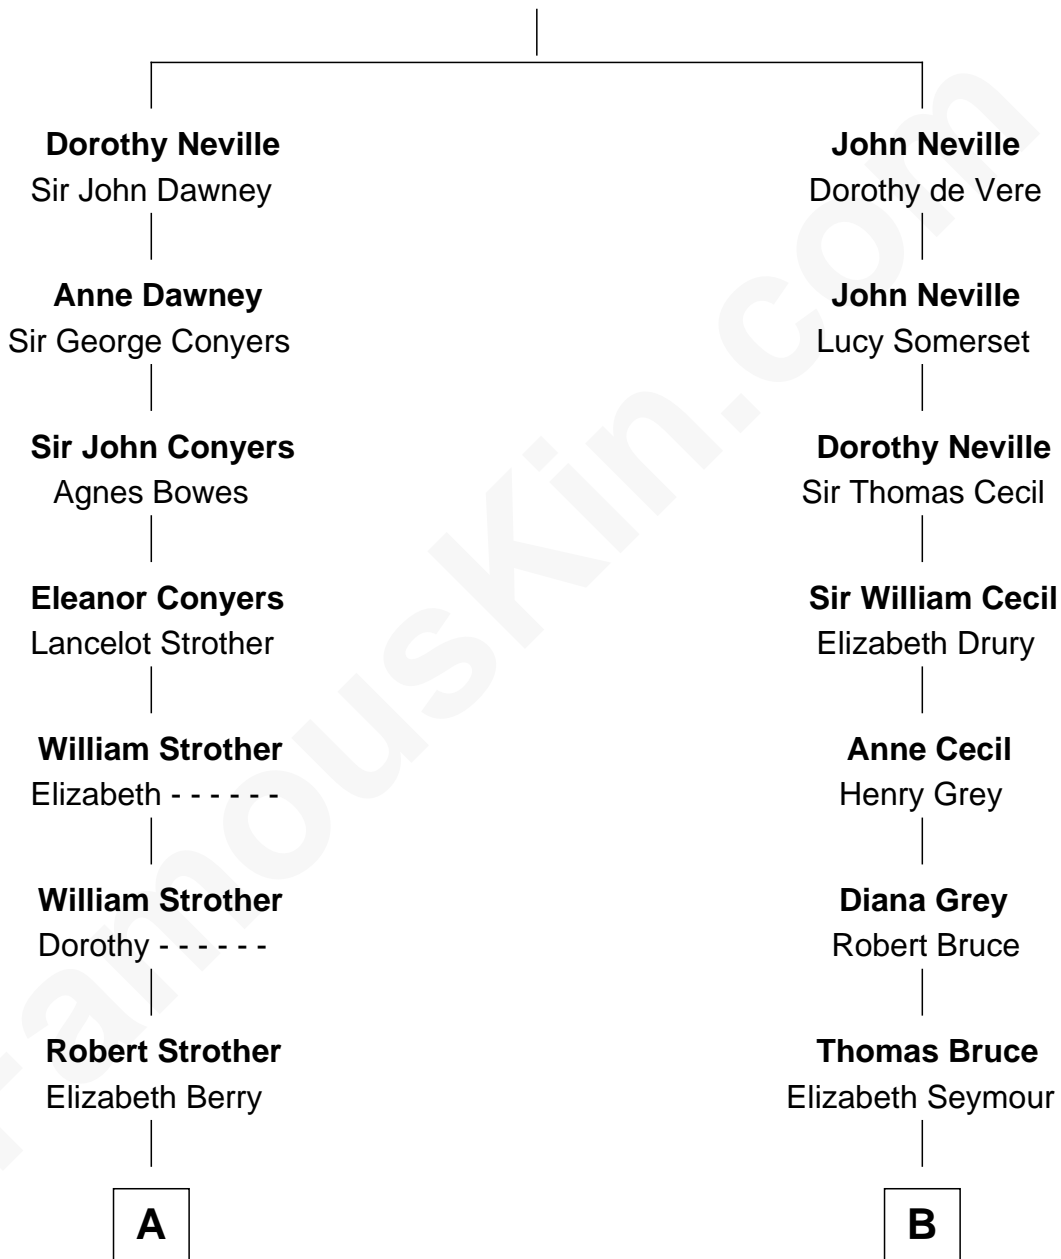 Dorothy Neville
Sir John Dawney
Anne Dawney
Sir George Conyers
Sir John Conyers
Agnes Bowes
Eleanor Conyers
Lancelot Strother
William Strother
Elizabeth - - - - - -
William Strother
Dorothy - - - - - -
Robert Strother
Elizabeth Berry
A
John Neville
Dorothy de Vere
John Neville
Lucy Somerset
Dorothy Neville
Sir Thomas Cecil
Sir William Cecil
Elizabeth Drury
Anne Cecil
Henry Grey
Diana Grey
Robert Bruce
Thomas Bruce
Elizabeth Seymour
B
FamousKin.com